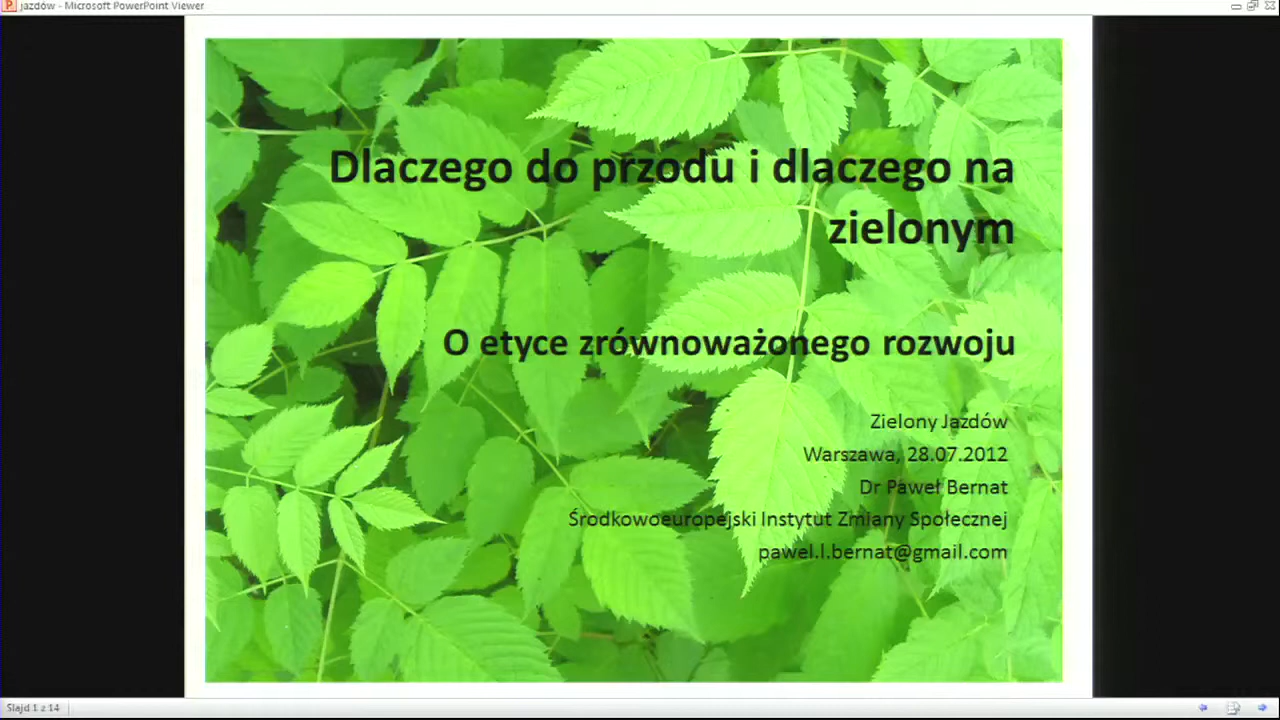 jazdów - Microsoft PowerPoint Viewer
Dlaczego do przodu i dlaczego na
zielonym
O etyce zrównoważonego rozwoju
Zielony Jazdów
Warszawa, 28.07.2012
Dr Paweł Bernat
Środkowoeuropejski Instytut Zmiany Społecznej
pawel.l.bernat@gmail.com
Slajd 1 z 14